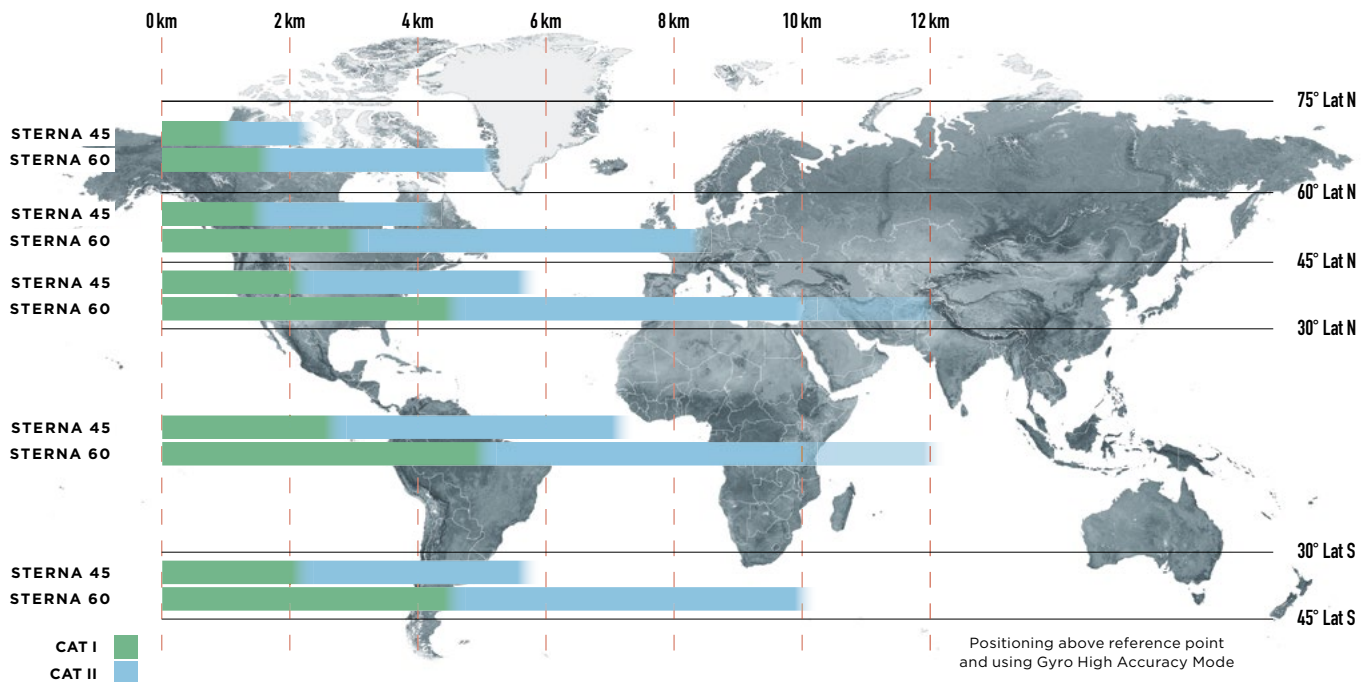 0 km 2 km 4 km 6 km 8 km 10 km 12 km
75° Lat N
STERNA 45
STERNA 60
60° Lat N
STERNA 45
STERNA 60
45° Lat N
STERNA 45
STERNA 60
30° Lat N
STERNA 45
STERNA 60
30° Lat S
STERNA 45
STERNA 60
45° Lat S
CAT I
CAT II
Positioning above reference point
and using Gyro High Accuracy Mode